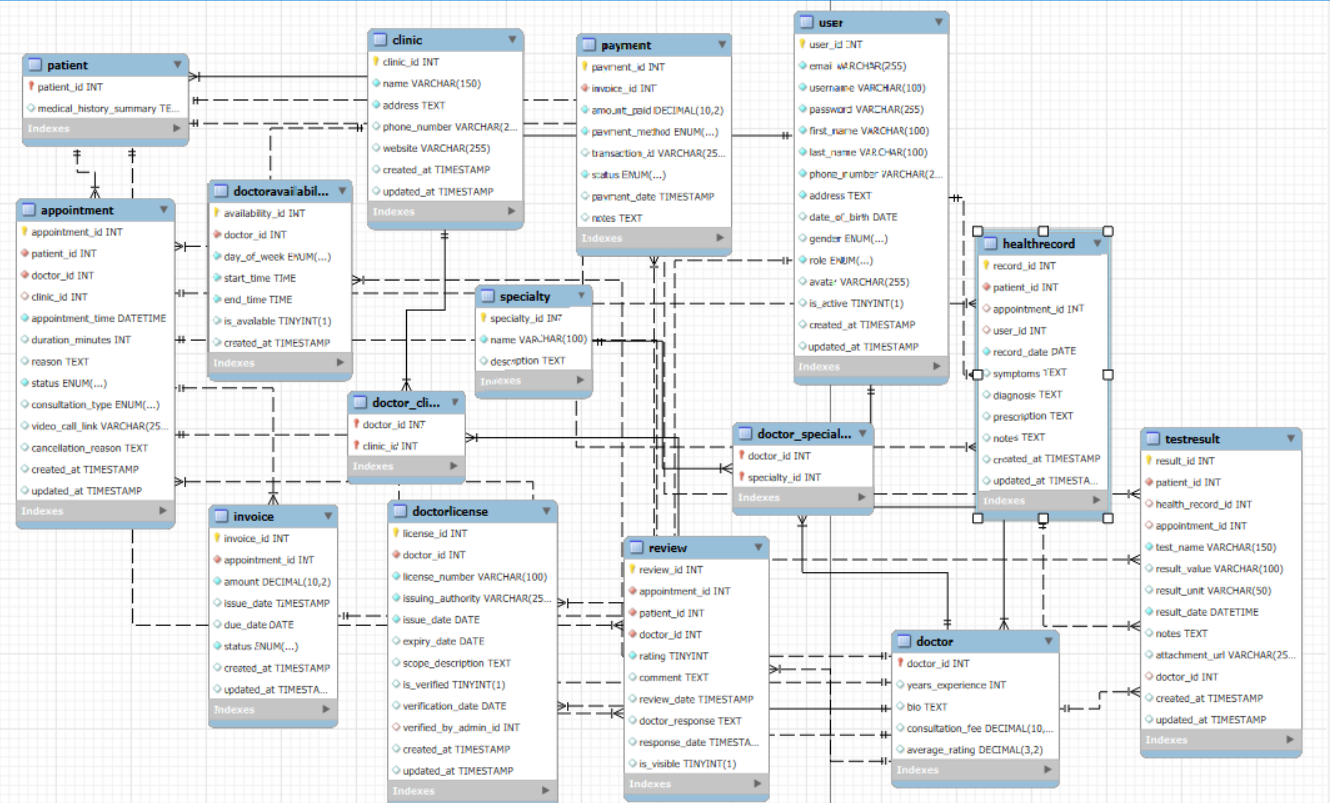 patient
patient_id INT
medical_history_summary TE...
Indexes
clinic
clinic_id INT
name VARCHAR(150)
address TEXT
phone_number VARCHAR(2...
website VARCHAR(255)
created_at TIMESTAMP
updated_at TIMESTAMP
Indexes
payment
payment_id INT
invoice_id INT
amount_paid DECIMAL(10,2)
payment_method ENUM(...)
transaction_id VARCHAR(25...
status ENUM(...)
payment_date TIMESTAMP
notes TEXT
Indexes
user
user_id INT
email VARCHAR(255)
username VARCHAR(100)
password VARCHAR(255)
first_name VARCHAR(100)
last_name VARCHAR(100)
phone_number VARCHAR(2...
address TEXT
date_of_birth DATE
gender ENUM(...)
role ENUM(...)
avatar VARCHAR(255)
is_active TINYINT(1)
created_at TIMESTAMP
updated_at TIMESTAMP
Indexes
appointment
appointment_id INT
patient_id INT
doctor_id INT
clinic_id INT
appointment_time DATETIME
duration_minutes INT
reason TEXT
status ENUM(...)
consultation_type ENUM(...)
video_call_link VARCHAR(25...
cancellation_reason TEXT
created_at TIMESTAMP
updated_at TIMESTAMP
Indexes
doctoravailabil...
availability_id INT
doctor_id INT
day_of_week ENUM(...)
start_time TIME
end_time TIME
is_available TINYINT(1)
created_at TIMESTAMP
Indexes
specialty
specialty_id INT
name VARCHAR(100)
description TEXT
Indexes
healthrecord
record_id INT
patient_id INT
appointment_id INT
user_id INT
record_date DATE
symptoms TEXT
diagnosis TEXT
prescription TEXT
notes TEXT
created_at TIMESTAMP
updated_at TIMESTA...
Indexes
doctor_cli...
doctor_id INT
clinic_id INT
Indexes
doctor_special...
doctor_id INT
specialty_id INT
Indexes
testresult
result_id INT
patient_id INT
health_record_id INT
appointment_id INT
test_name VARCHAR(150)
result_value VARCHAR(100)
result_unit VARCHAR(50)
result_date DATETIME
notes TEXT
attachment_url VARCHAR(25...
doctor_id INT
created_at TIMESTAMP
updated_at TIMESTAMP
Indexes
invoice
invoice_id INT
appointment_id INT
amount DECIMAL(10,2)
issue_date TIMESTAMP
due_date DATE
status ENUM(...)
created_at TIMESTAMP
updated_at TIMESTA...
Indexes
doctorlicense
license_id INT
doctor_id INT
license_number VARCHAR(100)
issuing_authority VARCHAR(25...
issue_date DATE
expiry_date DATE
scope_description TEXT
is_verified TINYINT(1)
verification_date DATE
verified_by_admin_id INT
created_at TIMESTAMP
updated_at TIMESTAMP
Indexes
review
review_id INT
appointment_id INT
patient_id INT
doctor_id INT
rating TINYINT
comment TEXT
review_date TIMESTAMP
doctor_response TEXT
response_date TIMESTA...
is_visible TINYINT(1)
Indexes
doctor
doctor_id INT
years_experience INT
bio TEXT
consultation_fee DECIMAL(10,...
average_rating DECIMAL(3,2)
Indexes